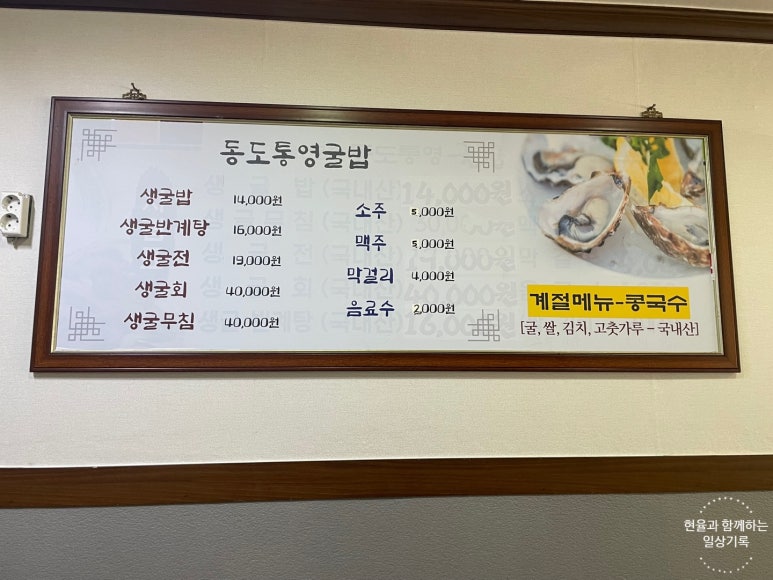 동도통영굴밥
생굴밥 14,000원
생굴반계탕 16,000원
생굴전 19,000원
생굴회 40,000원
생굴무침 40,000원
소주 5,000원
맥주 5,000원
막걸리 4,000원
음료수 2,000원
계절메뉴-콩국수
[굴, 쌀, 김치, 고춧가루 - 국내산]
현율과 함께하는
일상기록